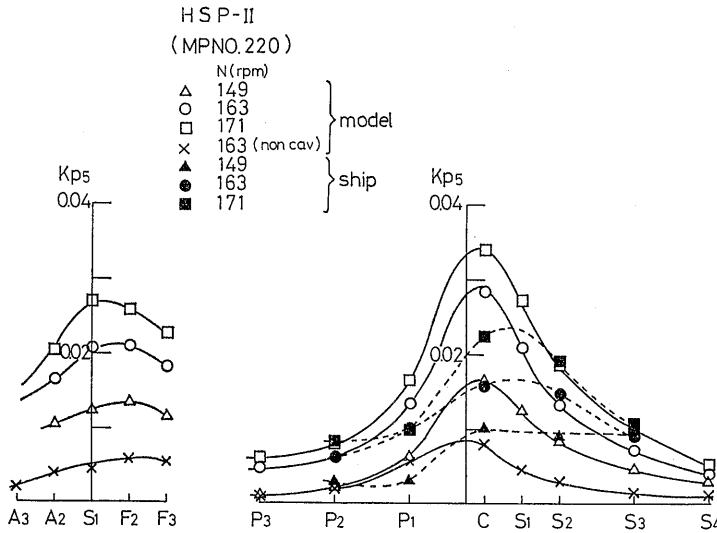 HSP-II
(MPNO.220)
N(rpm)
△ 149
○ 163
□ 171
model
× 163 (non cav)
▲ 149
● 163
ship
■ 171
Kp5
0.04
0.02
A3 A2 S1 F2 F3
Kp5
0.04
0.02
P3 P2 P1 C S1 S2 S3 S4